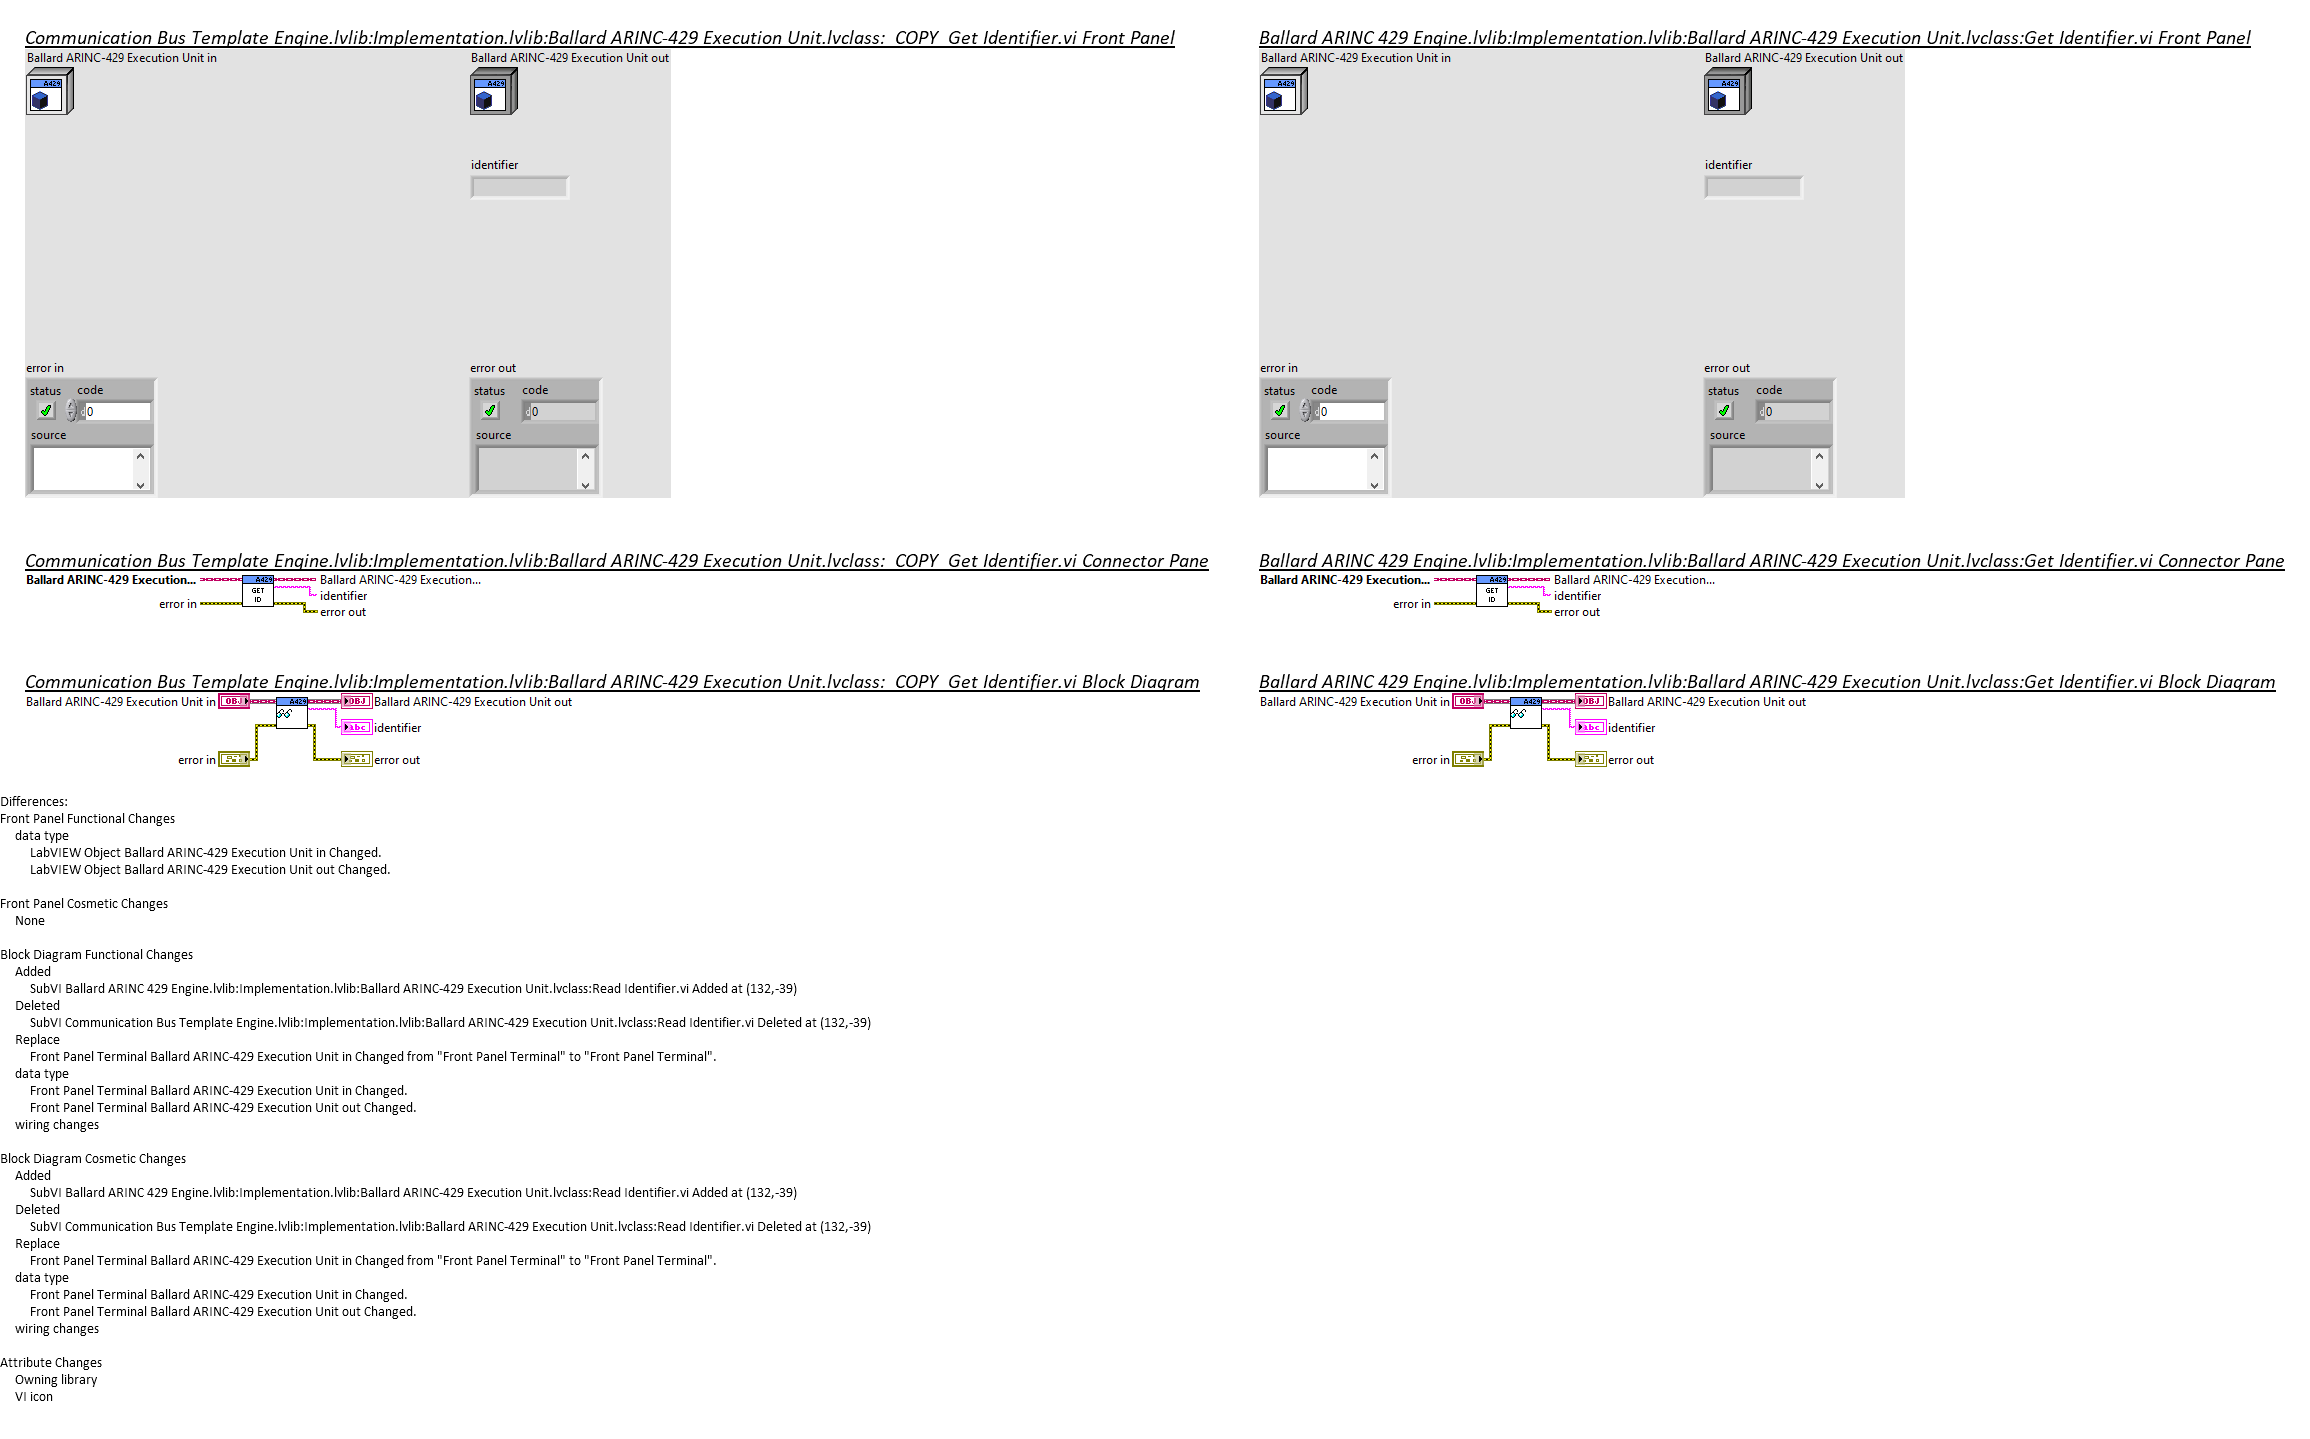 Communication Bus Template Engine.lvlib:Implementation.lvlib:Ballard ARINC-429 Execution Unit.lvclass:  COPY  Get Identifier.vi Front Panel
Ballard ARINC-429 Execution Unit in
Ballard ARINC-429 Execution Unit out
A429
A429
identifier
error in
error out
status
code
status
code
d0
d0
source
source
Ballard ARINC 429 Engine.lvlib:Implementation.lvlib:Ballard ARINC-429 Execution Unit.lvclass:Get Identifier.vi Front Panel
Ballard ARINC-429 Execution Unit in
Ballard ARINC-429 Execution Unit out
A429
A429
identifier
error in
error out
status
code
status
code
d0
d0
source
source
Communication Bus Template Engine.lvlib:Implementation.lvlib:Ballard ARINC-429 Execution Unit.lvclass:  COPY  Get Identifier.vi Connector Pane
Ballard ARINC-429 Execution...
A429
GET
ID
Ballard ARINC-429 Execution...
identifier
error in
error out
Ballard ARINC 429 Engine.lvlib:Implementation.lvlib:Ballard ARINC-429 Execution Unit.lvclass:Get Identifier.vi Connector Pane
Ballard ARINC-429 Execution...
A429
GET
ID
Ballard ARINC-429 Execution...
identifier
error in
error out
Communication Bus Template Engine.lvlib:Implementation.lvlib:Ballard ARINC-429 Execution Unit.lvclass:  COPY  Get Identifier.vi Block Diagram
Ballard ARINC-429 Execution Unit in
OBJ
A429
OBJ
Ballard ARINC-429 Execution Unit out
abc
identifier
error in
error out
Ballard ARINC 429 Engine.lvlib:Implementation.lvlib:Ballard ARINC-429 Execution Unit.lvclass:Get Identifier.vi Block Diagram
Ballard ARINC-429 Execution Unit in
OBJ
A429
OBJ
Ballard ARINC-429 Execution Unit out
abc
identifier
error in
error out
Differences:
Front Panel Functional Changes
data type
LabVIEW Object Ballard ARINC-429 Execution Unit in Changed.
LabVIEW Object Ballard ARINC-429 Execution Unit out Changed.
Front Panel Cosmetic Changes
None
Block Diagram Functional Changes
Added
SubVI Ballard ARINC 429 Engine.lvlib:Implementation.lvlib:Ballard ARINC-429 Execution Unit.lvclass:Read Identifier.vi Added at (132,-39)
Deleted
SubVI Communication Bus Template Engine.lvlib:Implementation.lvlib:Ballard ARINC-429 Execution Unit.lvclass:Read Identifier.vi Deleted at (132,-39)
Replace
Front Panel Terminal Ballard ARINC-429 Execution Unit in Changed from "Front Panel Terminal" to "Front Panel Terminal".
data type
Front Panel Terminal Ballard ARINC-429 Execution Unit in Changed.
Front Panel Terminal Ballard ARINC-429 Execution Unit out Changed.
wiring changes
Block Diagram Cosmetic Changes
Added
SubVI Ballard ARINC 429 Engine.lvlib:Implementation.lvlib:Ballard ARINC-429 Execution Unit.lvclass:Read Identifier.vi Added at (132,-39)
Deleted
SubVI Communication Bus Template Engine.lvlib:Implementation.lvlib:Ballard ARINC-429 Execution Unit.lvclass:Read Identifier.vi Deleted at (132,-39)
Replace
Front Panel Terminal Ballard ARINC-429 Execution Unit in Changed from "Front Panel Terminal" to "Front Panel Terminal".
data type
Front Panel Terminal Ballard ARINC-429 Execution Unit in Changed.
Front Panel Terminal Ballard ARINC-429 Execution Unit out Changed.
wiring changes
Attribute Changes
Owning library
VI icon